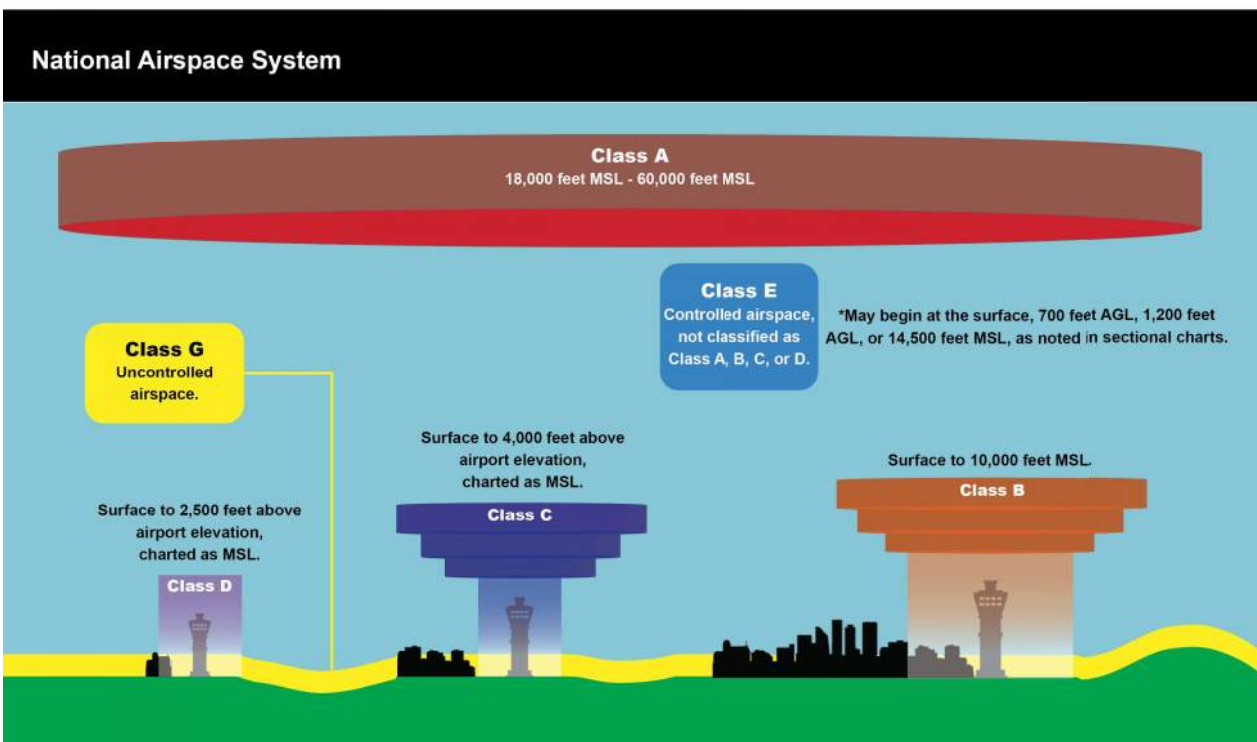 National Airspace System
Class A
18,000 feet MSL - 60,000 feet MSL
Class E
Controlled airspace,
not classified as
Class A, B, C, or D.
*May begin at the surface, 700 feet AGL, 1,200 feet
AGL, or 14,500 feet MSL, as noted in sectional charts.
Class G
Uncontrolled
airspace.
Surface to 4,000 feet above
airport elevation,
charted as MSL.
Class C
Surface to 10,000 feet MSL.
Class B
Surface to 2,500 feet above
airport elevation,
charted as MSL.
Class D